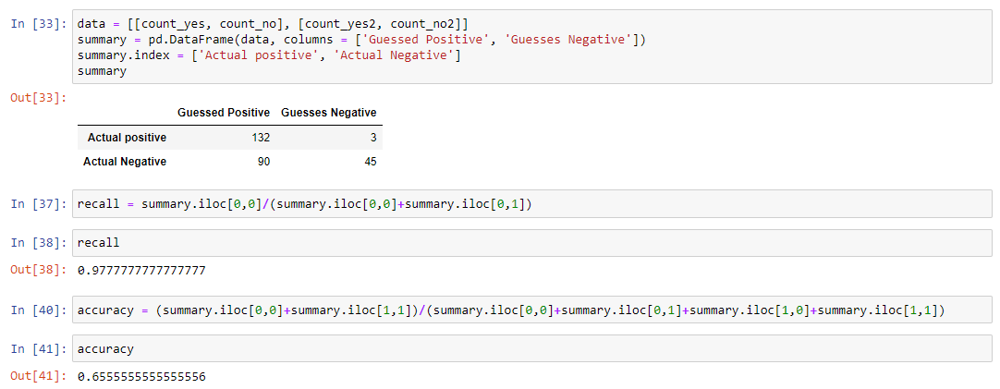 In [33]: data = [[count_yes, count_no], [count_yes2, count_no2]]
summary = pd.DataFrame(data, columns = ['Guessed Positive', 'Guesses Negative'])
summary.index = ['Actual positive', 'Actual Negative']
summary
Out[33]:
Guessed Positive Guesses Negative
Actual positive 132 3
Actual Negative 90 45
In [37]: recall = summary.iloc[0,0]/(summary.iloc[0,0]+summary.iloc[0,1])
In [38]: recall
Out[38]: 0.9777777777777777
In [40]: accuracy = (summary.iloc[0,0]+summary.iloc[1,1])/(summary.iloc[0,0]+summary.iloc[0,1]+summary.iloc[1,0]+summary.iloc[1,1])
In [41]: accuracy
Out[41]: 0.6555555555555556